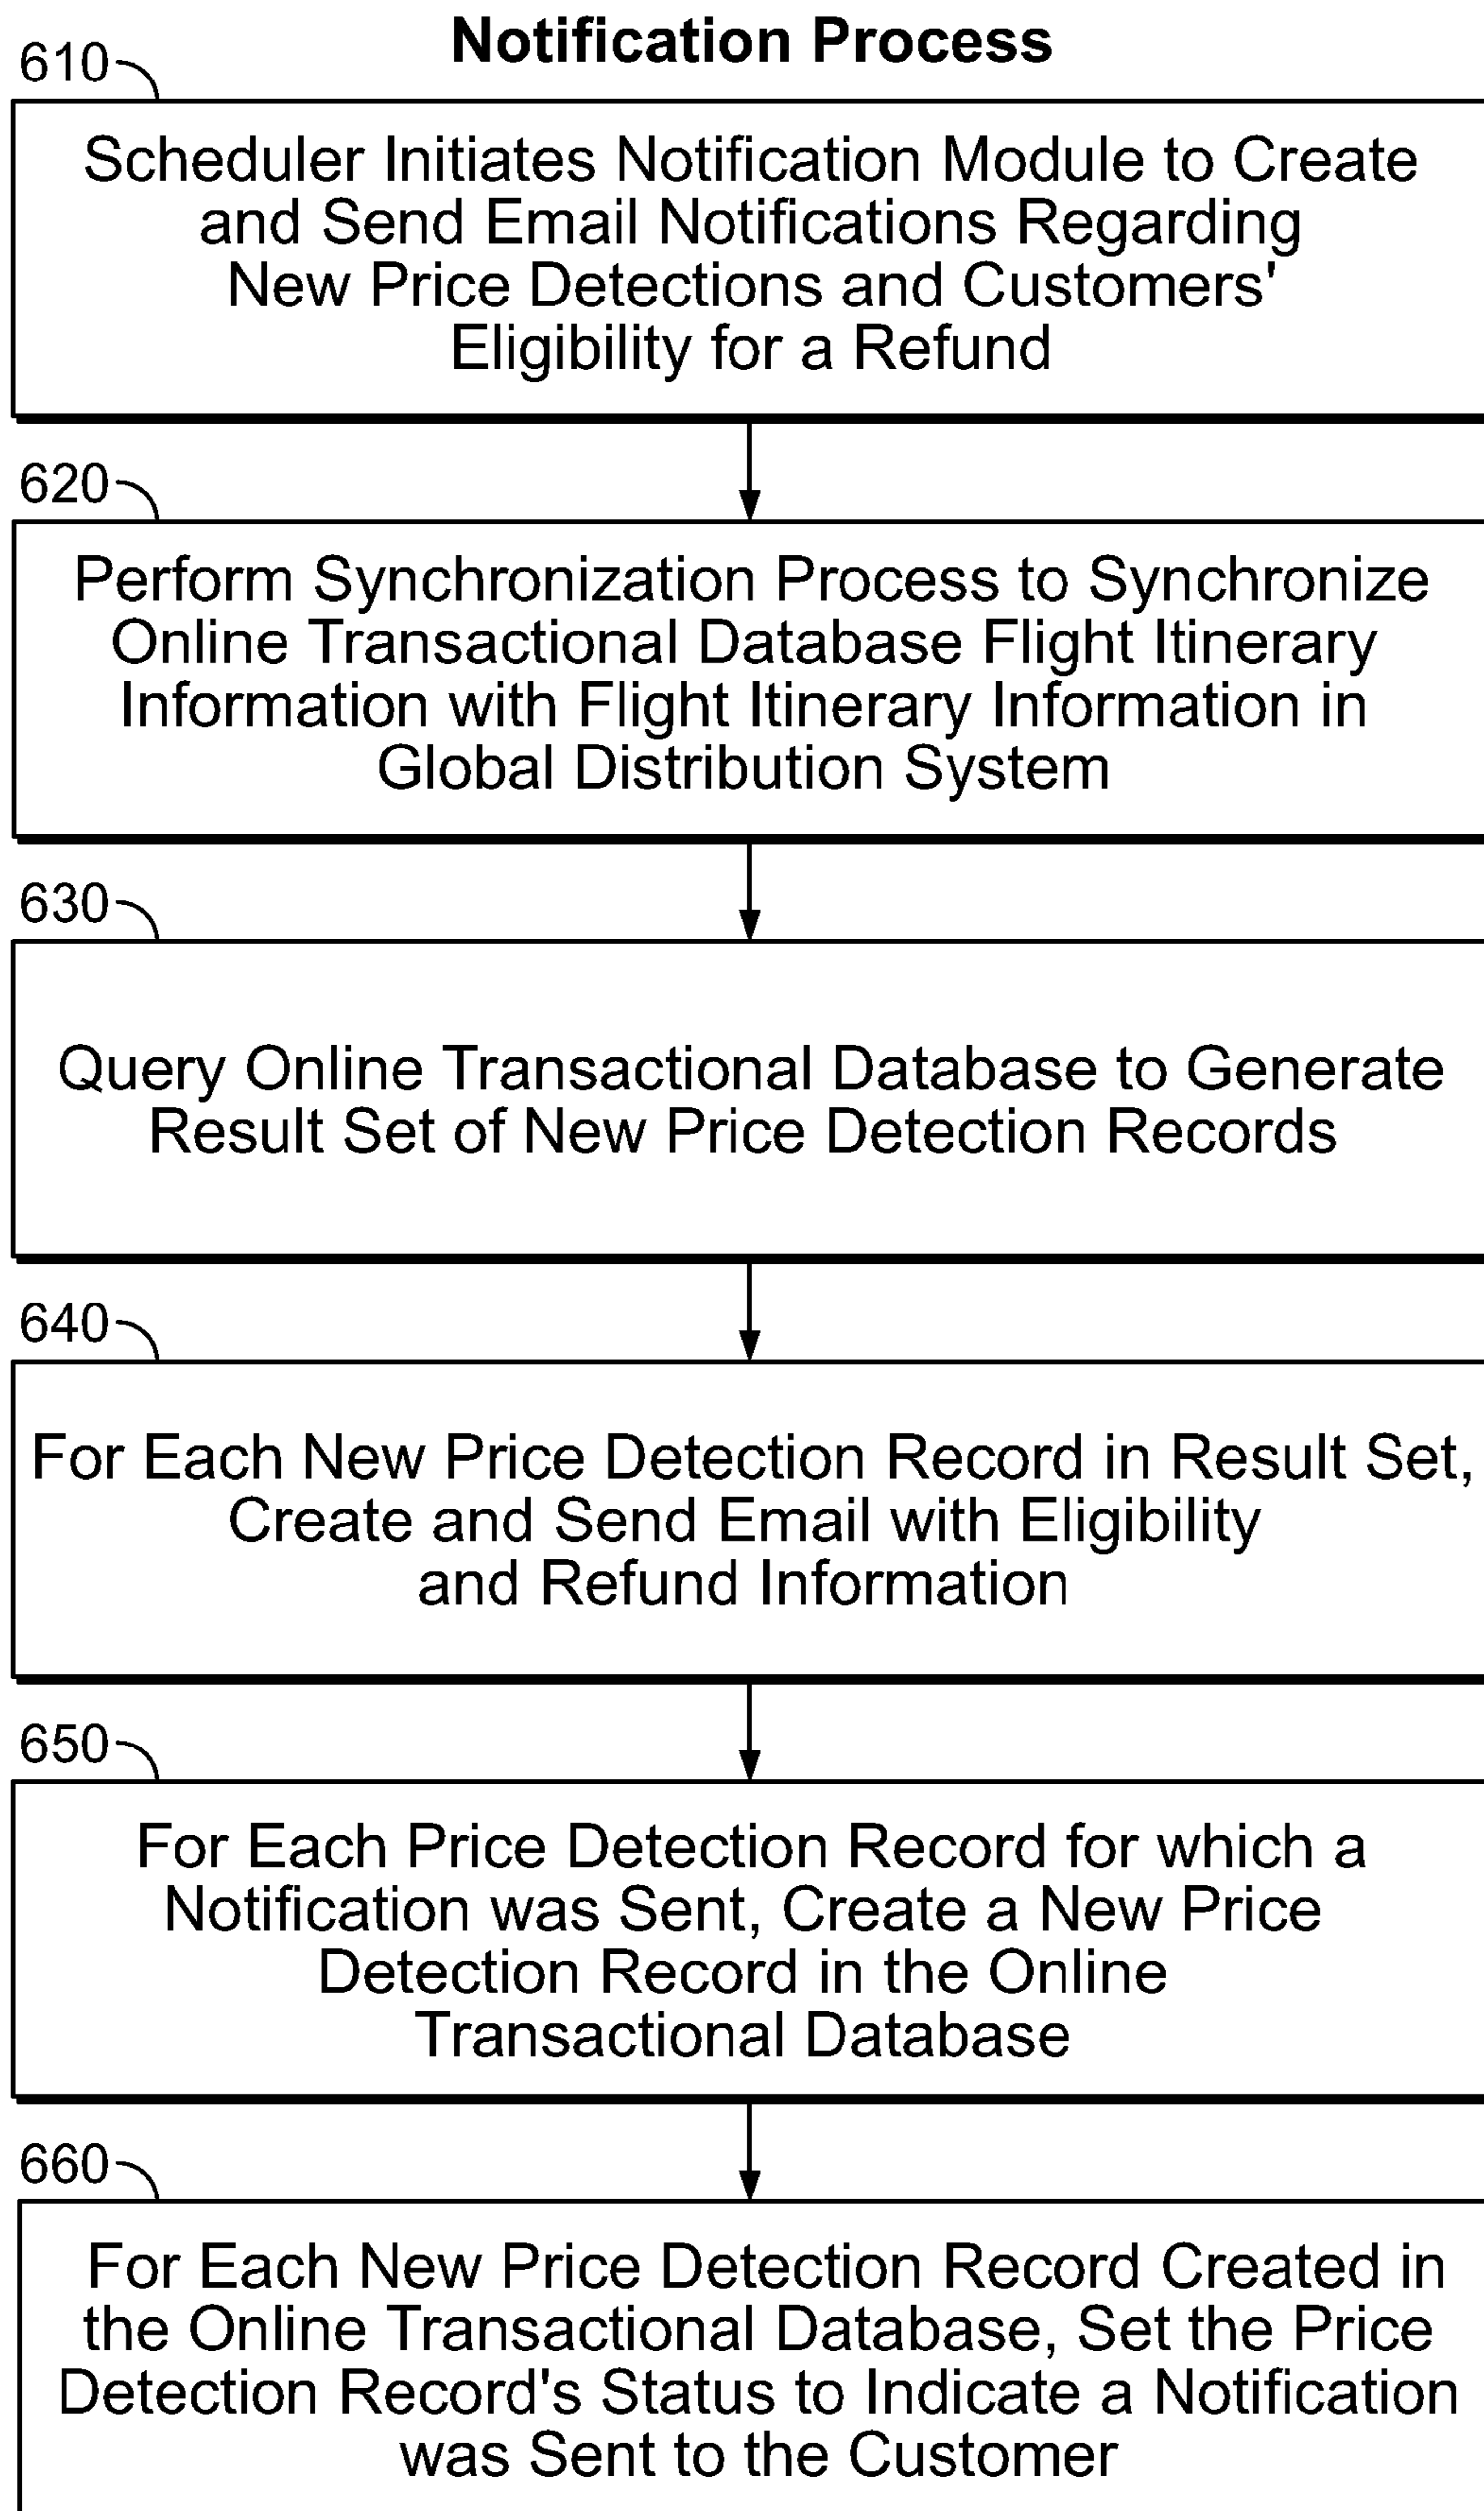 Notification Process
610
Scheduler Initiates Notification Module to Create
and Send Email Notifications Regarding
New Price Detections and Customers'
Eligibility for a Refund
620
Perform Synchronization Process to Synchronize
Online Transactional Database Flight Itinerary
Information with Flight Itinerary Information in
Global Distribution System
630
Query Online Transactional Database to Generate
Result Set of New Price Detection Records
640
For Each New Price Detection Record in Result Set,
Create and Send Email with Eligibility
and Refund Information
650
For Each Price Detection Record for which a
Notification was Sent, Create a New Price
Detection Record in the Online
Transactional Database
660
For Each New Price Detection Record Created in
the Online Transactional Database, Set the Price
Detection Record's Status to Indicate a Notification
was Sent to the Customer